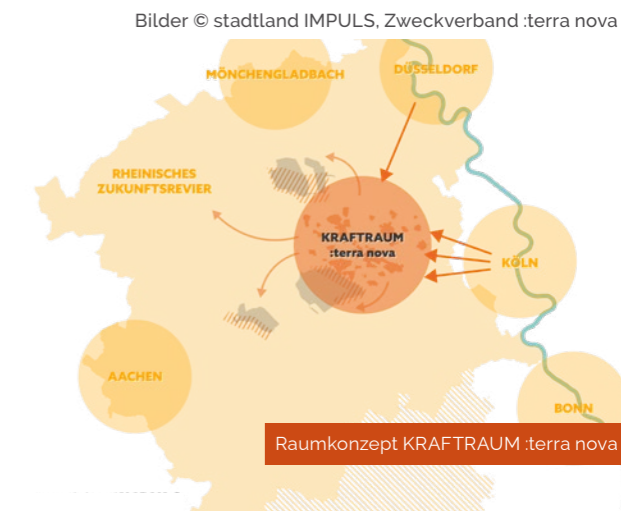 Bilder © stadtland IMPULS, Zweckverband :terra nova
MÖNCHENGLADBACH
DÜSSELDORF
RHEINISCHES
ZUKUNFTSREVIER
KRAFTRAUM
:terra nova
KÖLN
AACHEN
BONN
Raumkonzept KRAFTRAUM :terra nova